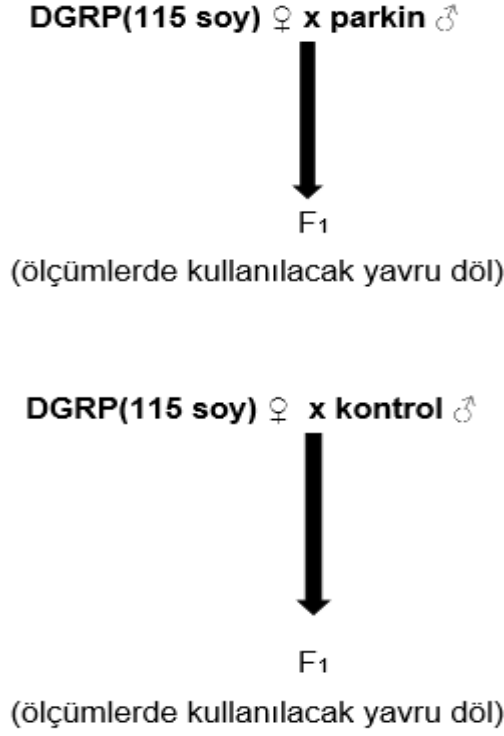 DGRP(115 soy) ♀ x parkin ♂
F₁
(ölçümlerde kullanılacak yavru döl)
DGRP(115 soy) ♀ x kontrol ♂
F₁
(ölçümlerde kullanılacak yavru döl)